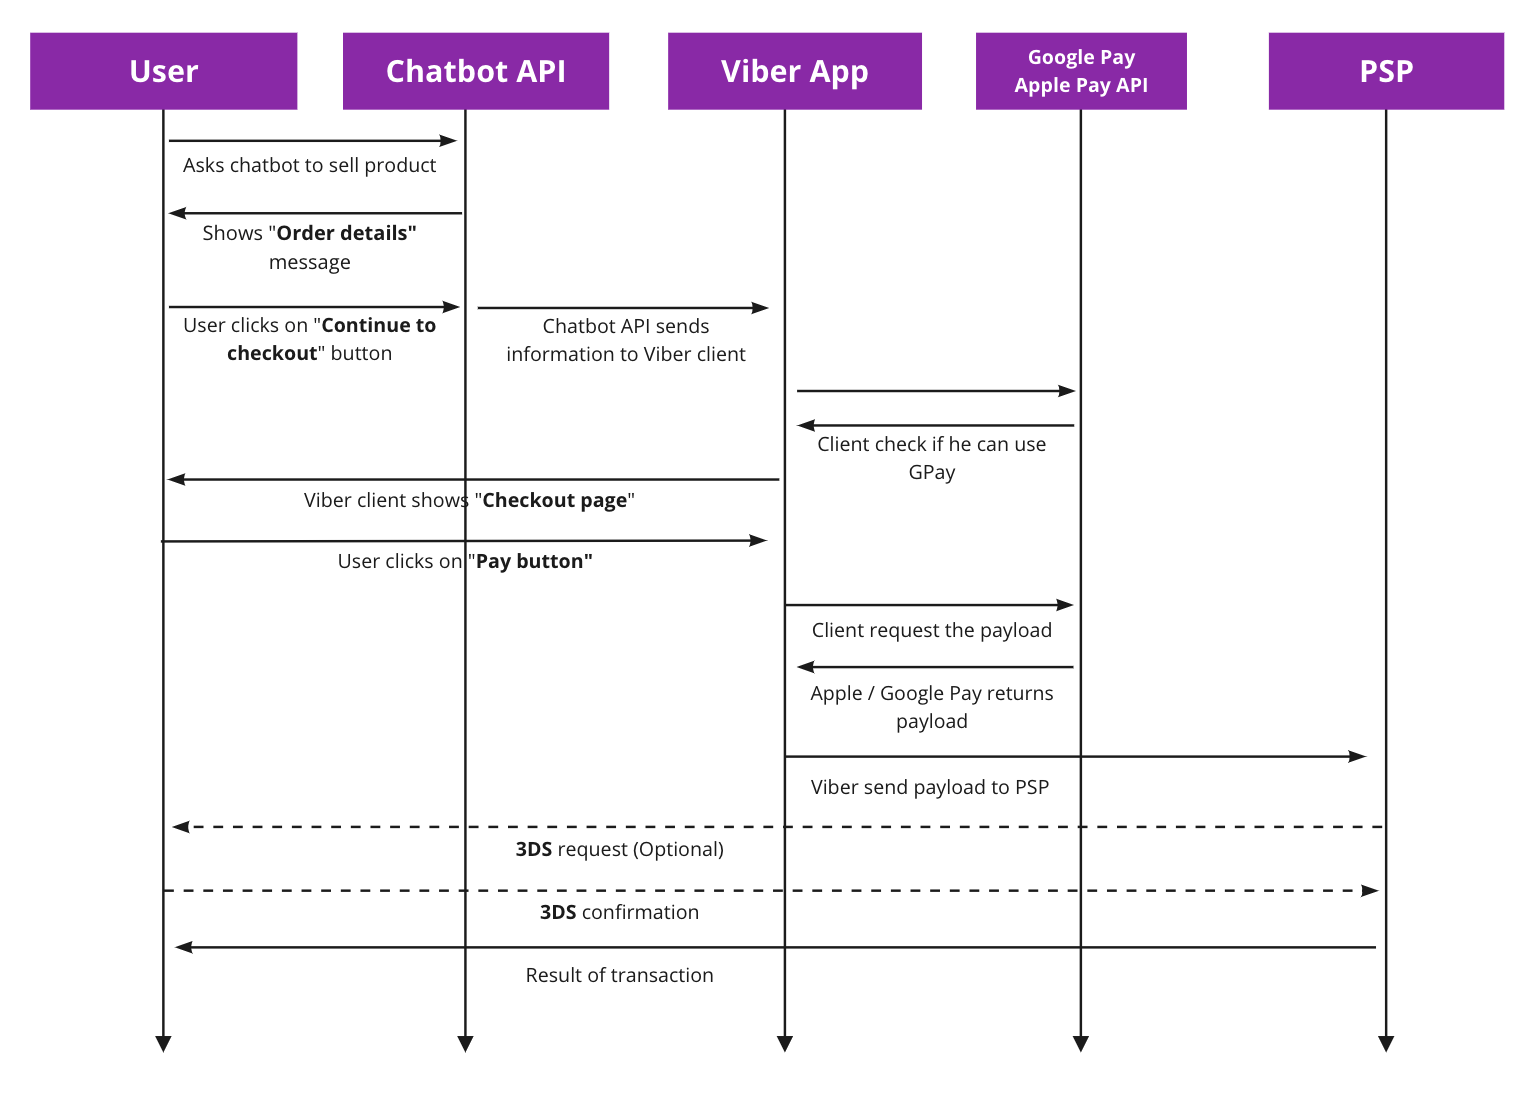 User
Chatbot API
Viber App
Google Pay
Apple Pay API
PSP
Asks chatbot to sell product
Shows "Order details"
message
User clicks on "Continue to
checkout" button
Chatbot API sends
information to Viber client
Client check if he can use
GPay
Viber client shows "Checkout page"
User clicks on "Pay button"
Client request the payload
Apple / Google Pay returns
payload
Viber send payload to PSP
3DS request (Optional)
3DS confirmation
Result of transaction